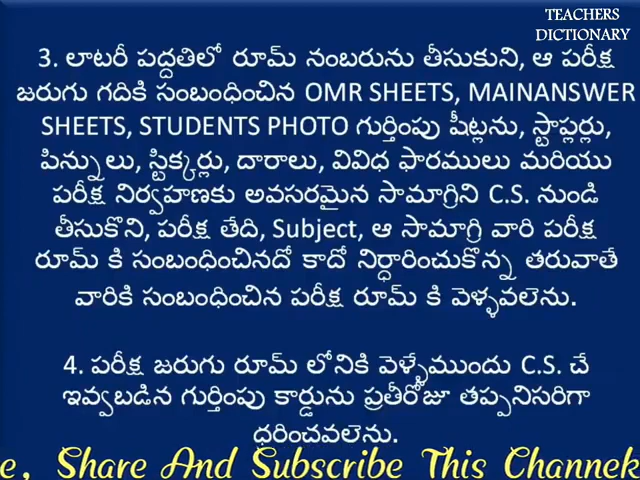 TEACHERS
DICTIONARY
3. లాటరీ పద్దతిలో రూమ్ నంబరును తీసుకుని, ఆ పరీక్ష
జరుగు గదికి సంబంధించిన OMR SHEETS, MAINANSWER
SHEETS, STUDENTS PHOTO గుర్తింపు షీట్లను, స్టాప్లర్లు,
పిన్నులు, స్టిక్కర్లు, దారాలు, వివిధ ఫారములు మరియు
పరీక్ష నిర్వహణకు అవసరమైన సామాగ్రిని C.S. నుండి
తీసుకొని, పరీక్ష తేది, Subject, ఆ సామాగ్రి వారి పరీక్ష
రూమ్ కి సంబంధించినదో కాదో నిర్ధారించుకొన్న తరువాతే
వారికి సంబంధించిన పరీక్ష రూమ్ కి వెళ్ళవలెను.
4. పరీక్ష జరుగు రూమ్ లోనికి వెళ్ళేముందు C.S. చే
ఇవ్వబడిన గుర్తింపు కార్డును ప్రతీరోజూ తప్పనిసరిగా
ధరించవలెను.
e, Share And Subscribe This Channek